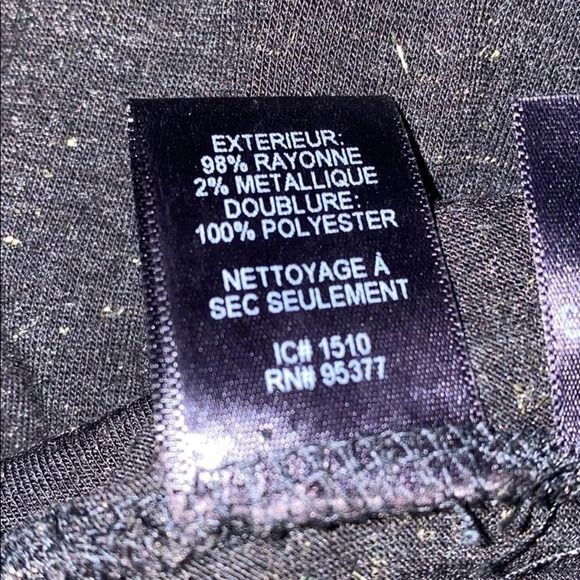 EXTERIEUR:
98% RAYONNE
2% METALLIQUE
DOUBLURE:
100% POLYESTER
NETTOYAGE À
SEC SEULEMENT
IC# 1510
RN# 95377